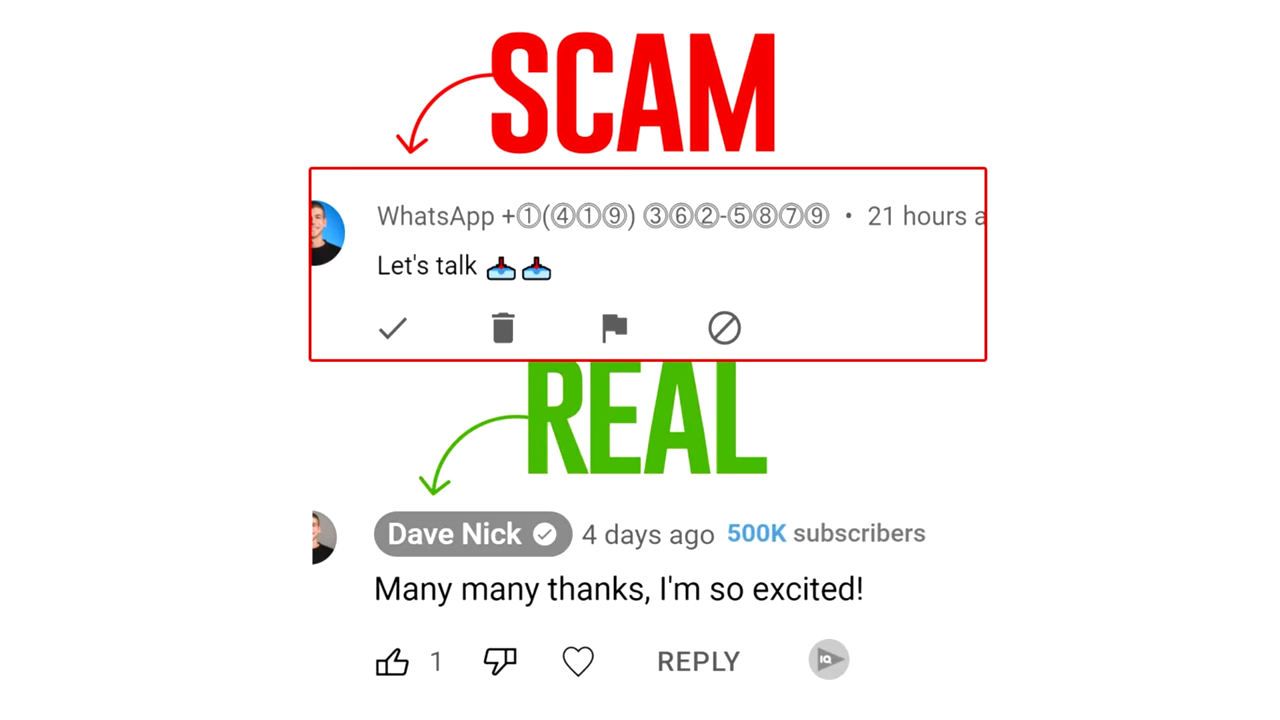 SCAM
WhatsApp +①(④①⑨) ③⑥②-⑤⑧⑦⑨ • 21 hours a
Let's talk 📥📥
REAL
Dave Nick 4 days ago 500K subscribers
Many many thanks, I'm so excited!
1 REPLY IQ